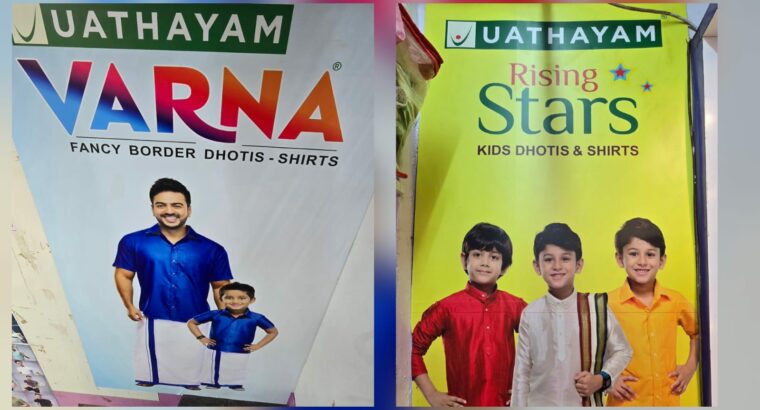 UATHAYAM
VARNA®
FANCY BORDER DHOTIS - SHIRTS
UATHAYAM
Rising
Stars
KIDS DHOTIS & SHIRTS